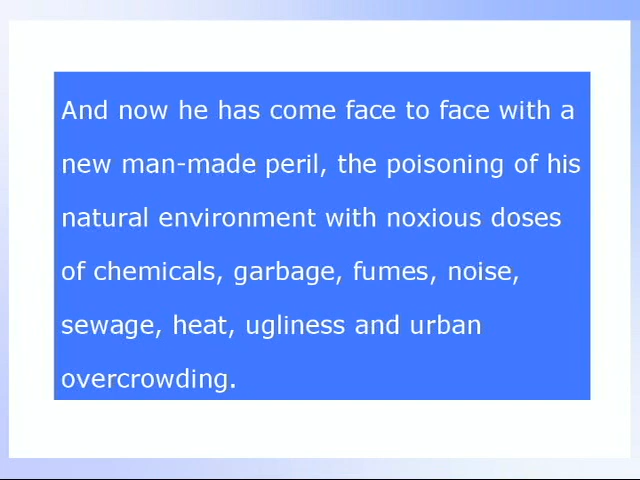 And now he has come face to face with a
new man-made peril, the poisoning of his
natural environment with noxious doses
of chemicals, garbage, fumes, noise,
sewage, heat, ugliness and urban
overcrowding.